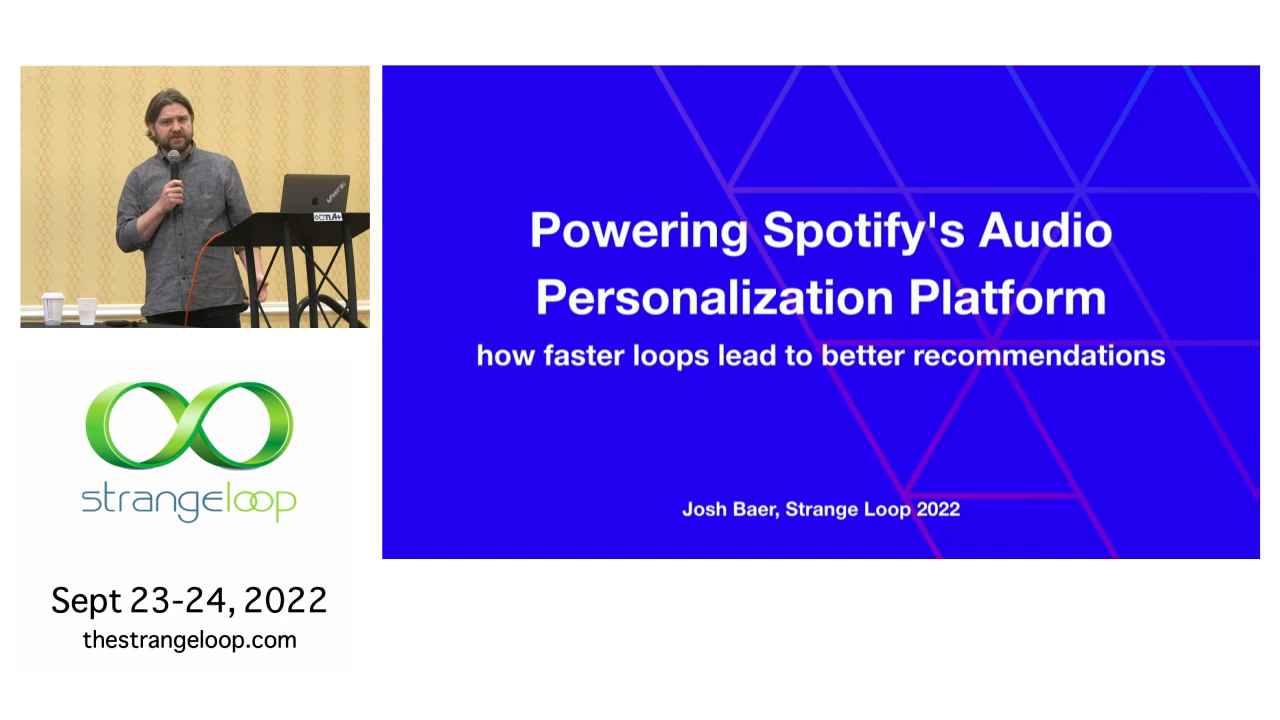 Powering Spotify's Audio
Personalization Platform
how faster loops lead to better recommendations
Josh Baer, Strange Loop 2022
strangeloop
Sept 23-24, 2022
thestrangeloop.com